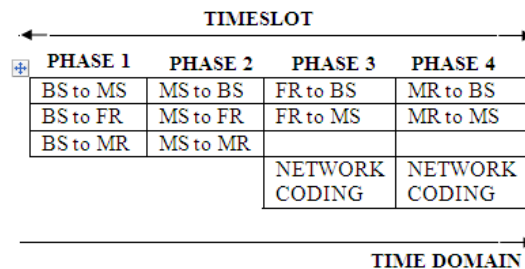 TIMESLOT
PHASE 1 PHASE 2 PHASE 3 PHASE 4
BS to MS MS to BS FR to BS MR to BS
BS to FR MS to FR FR to MS MR to MS
BS to MR MS to MR
NETWORK NETWORK
CODING CODING
TIME DOMAIN